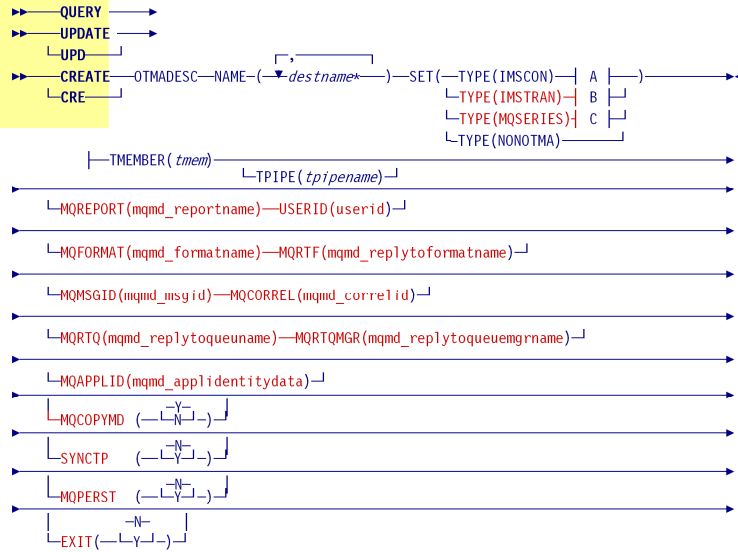 QUERY
UPDATE
UPD
,
CREATE OTMADESC NAME ( destname* ) SET( TYPE(IMSCON) A )
CRE TYPE(IMSTRAN) B
TYPE(MQSERIES) C
TYPE(NONOTMA)
TMEMBER(tmem)
TPIPE(tpipename)
MQREPORT(mqmd_reportname) USERID(userid)
MQFORMAT(mqmd_formatname) MQRTF(mqmd_replytoformatname)
MQMSGID(mqmd_msgid) MQCORREL(mqmd_correlid)
MQRTQ(mqmd_replytoqueuname) MQRTQMGR(mqmd_replytoqueuemgrname)
MQAPPLID(mqmd_applidentitydata)
Y
MQCOPYMD ( N )
N
SYNCTP ( Y )
N
MQPERST ( Y )
N
EXIT( Y )